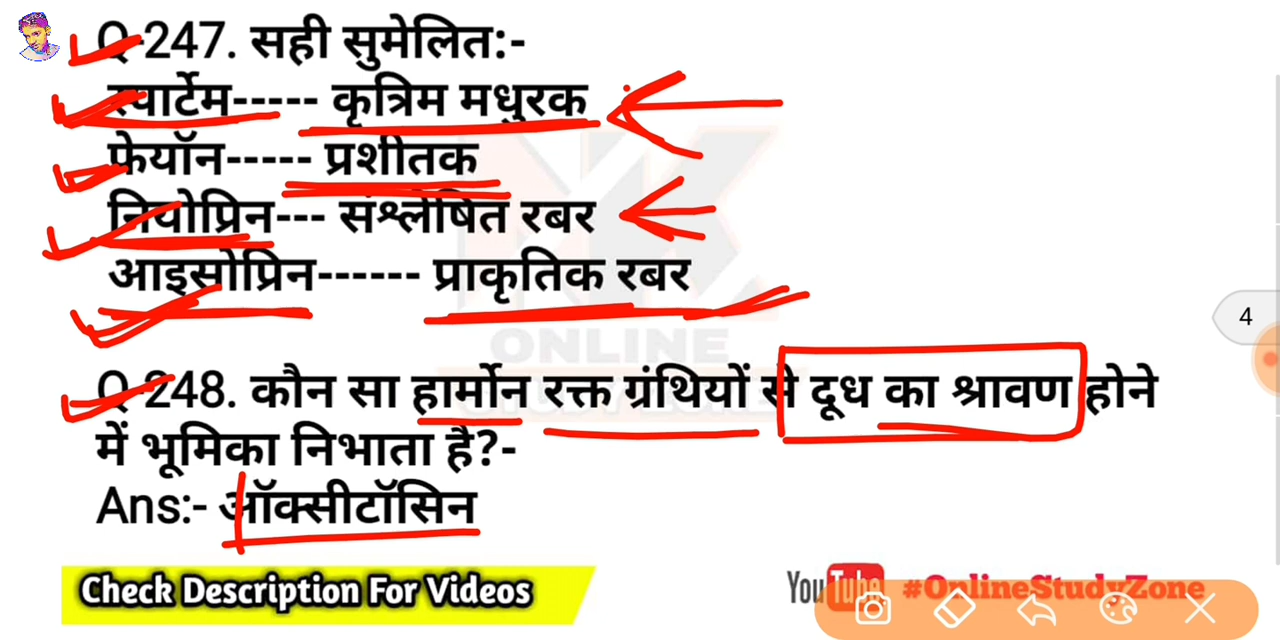 Q-247. सही सुमेलित:-
स्पार्टेम----- कृत्रिम मधुरक
फेयॉन----- प्रशीतक
नियोप्रिन--- संश्लेषित रबर
आइसोप्रिन------ प्राकृतिक रबर
ONLINE
Q-248. कौन सा हार्मोन रक्त ग्रंथियों से दूध का श्रावण होने
में भूमिका निभाता है?-
Ans:- ऑक्सीटॉसिन
Check Description For Videos
YouTube #OnlineStudyZone
4